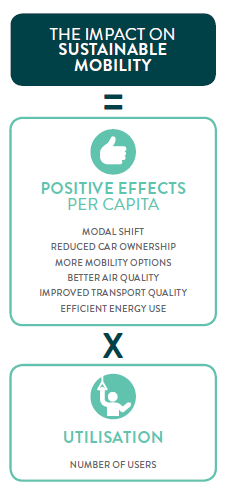 THE IMPACT ON
SUSTAINABLE
MOBILITY
=
POSITIVE EFFECTS
PER CAPITA
MODAL SHIFT
REDUCED CAR OWNERSHIP
MORE MOBILITY OPTIONS
BETTER AIR QUALITY
IMPROVED TRANSPORT QUALITY
EFFICIENT ENERGY USE
X
UTILISATION
NUMBER OF USERS